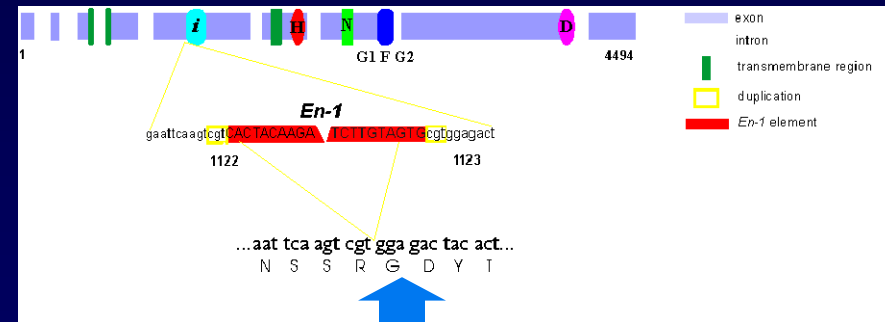 i H N D
1 G1 F G2 4494
exon
intron
transmembrane region
duplication
En-1 element
En-1
gaattcaagtcgtCACTACAAGA TCTTGTAGTGcgtggagact
1122 1123
...aat tca agt cgt gga gac tac act...
N S S R G D Y T